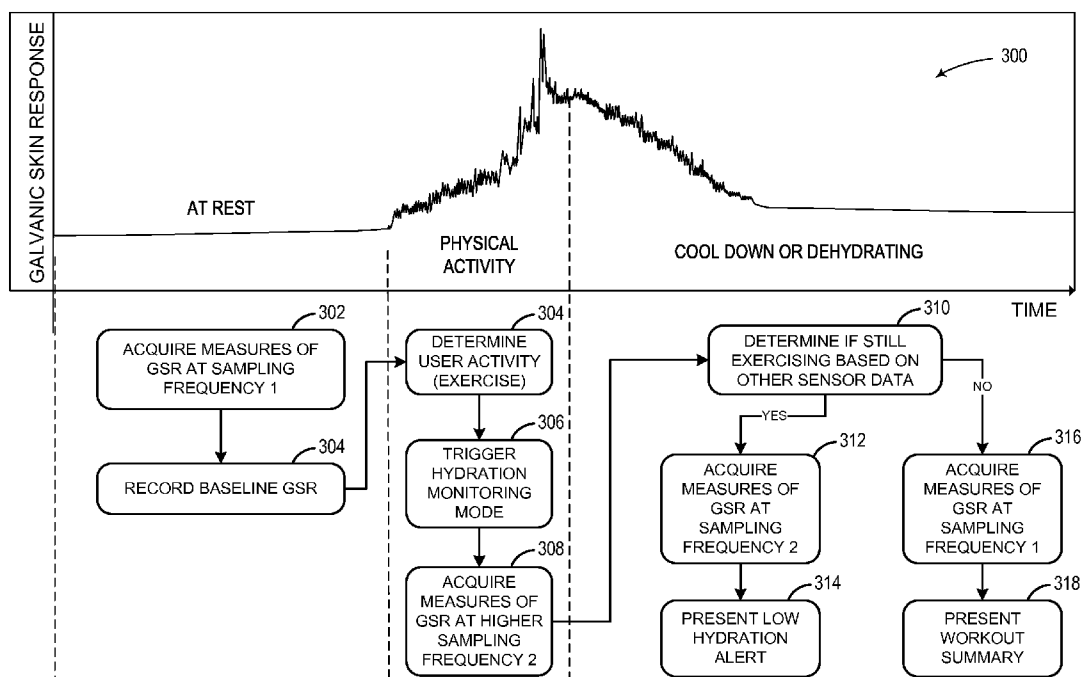 GALVANIC SKIN RESPONSE
300
AT REST
PHYSICAL
ACTIVITY
COOL DOWN OR DEHYDRATING
TIME
302
ACQUIRE MEASURES OF
GSR AT SAMPLING
FREQUENCY 1
304
RECORD BASELINE GSR
304
DETERMINE
USER ACTIVITY
(EXERCISE)
306
TRIGGER
HYDRATION
MONITORING
MODE
308
ACQUIRE
MEASURES OF
GSR AT HIGHER
SAMPLING
FREQUENCY 2
310
DETERMINE IF STILL
EXERCISING BASED ON
OTHER SENSOR DATA
YES
NO
312
ACQUIRE
MEASURES OF
GSR AT
SAMPLING
FREQUENCY 2
314
PRESENT LOW
HYDRATION
ALERT
316
ACQUIRE
MEASURES OF
GSR AT
SAMPLING
FREQUENCY 1
318
PRESENT
WORKOUT
SUMMARY